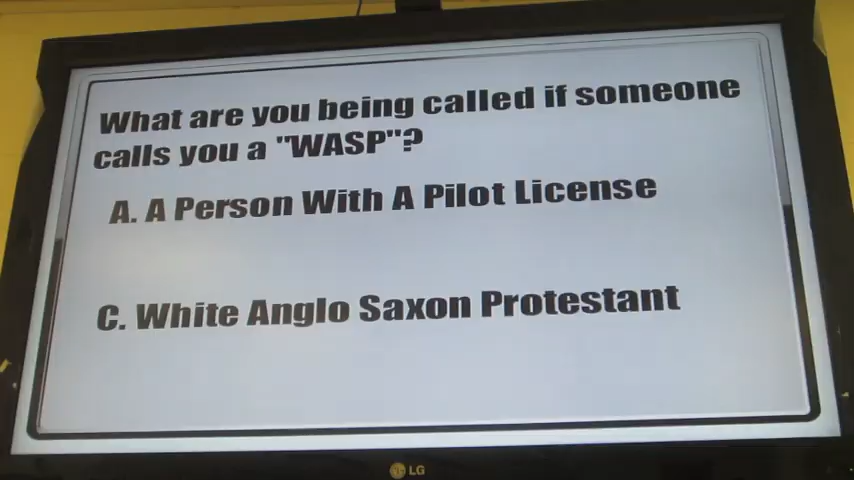 What are you being called if someone
calls you a "WASP"?
A. A Person With A Pilot License
C. White Anglo Saxon Protestant
LG